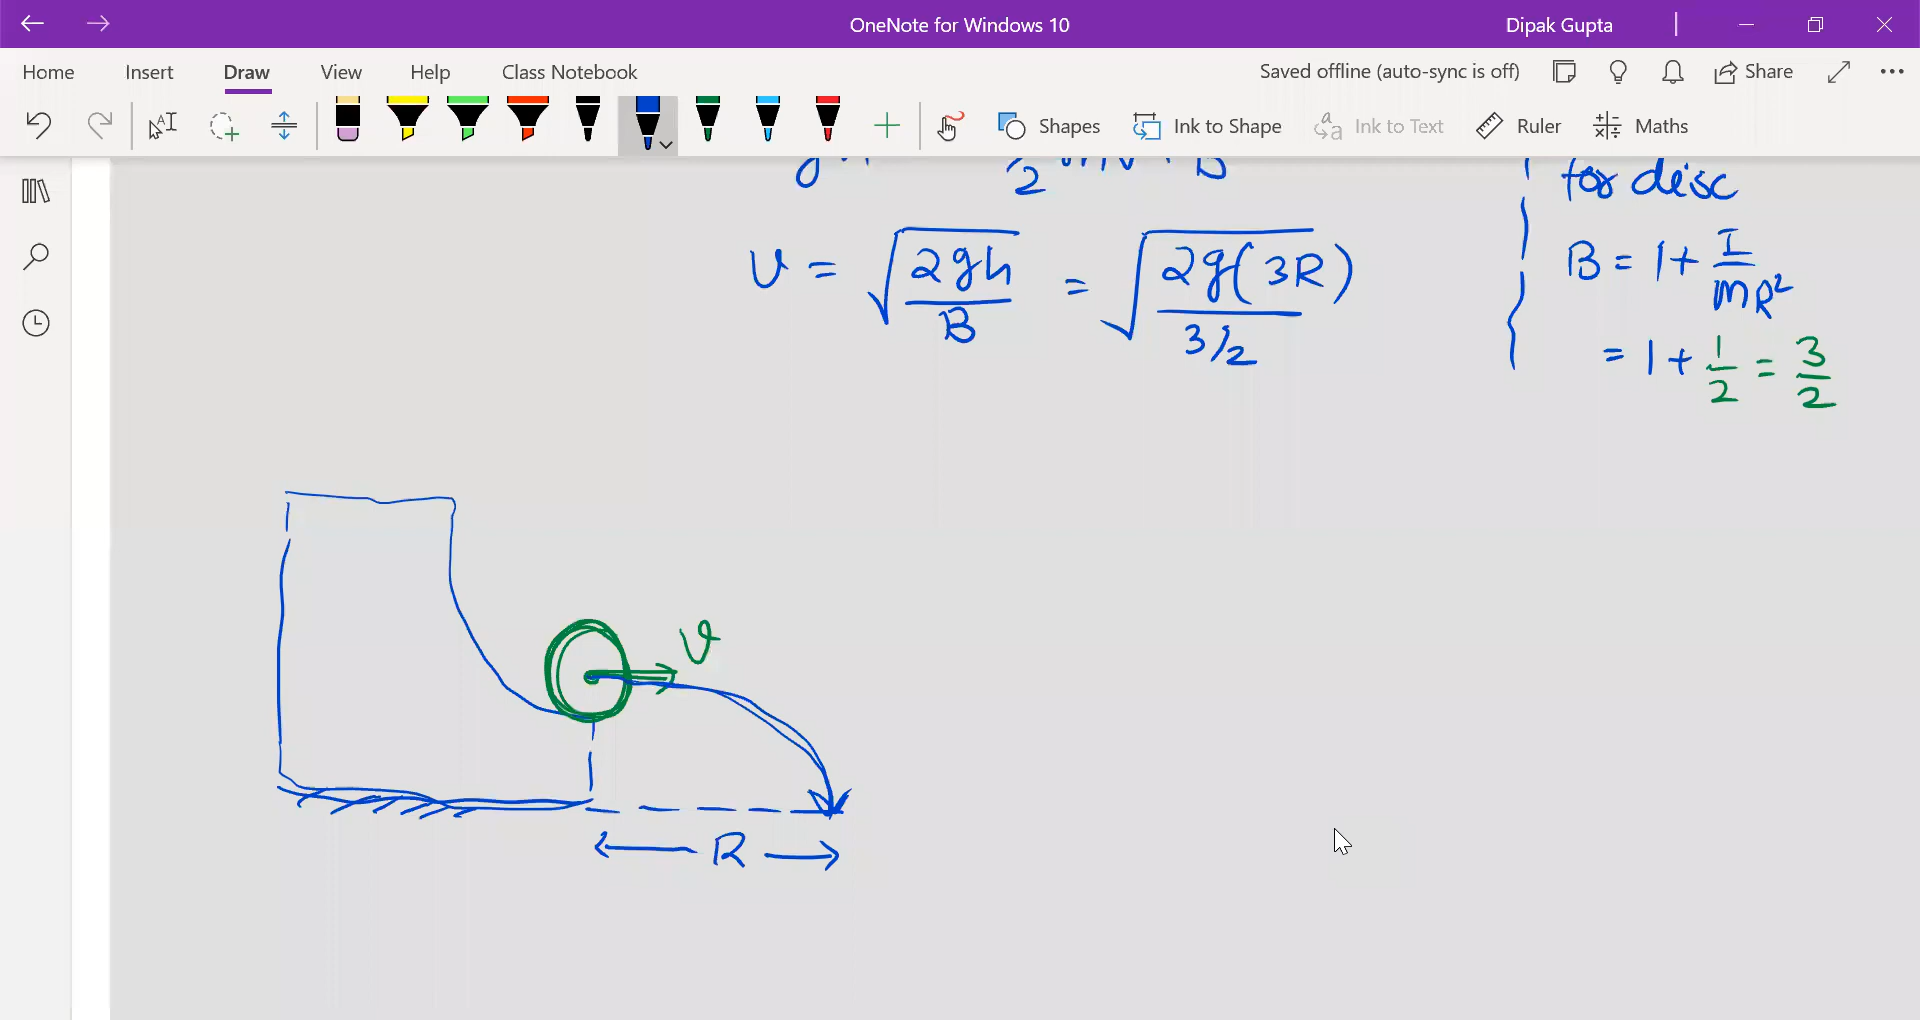 OneNote for Windows 10
Dipak Gupta
Home Insert Draw View Help Class Notebook
Saved offline (auto-sync is off)
Share
Shapes
Ink to Shape
Ink to Text
Ruler
Maths
for disc
v = √(2gh/B) = √(2g(3R)/(3/2))
B = 1 + I/mR²
= 1 + 1/2 = 3/2
v
R